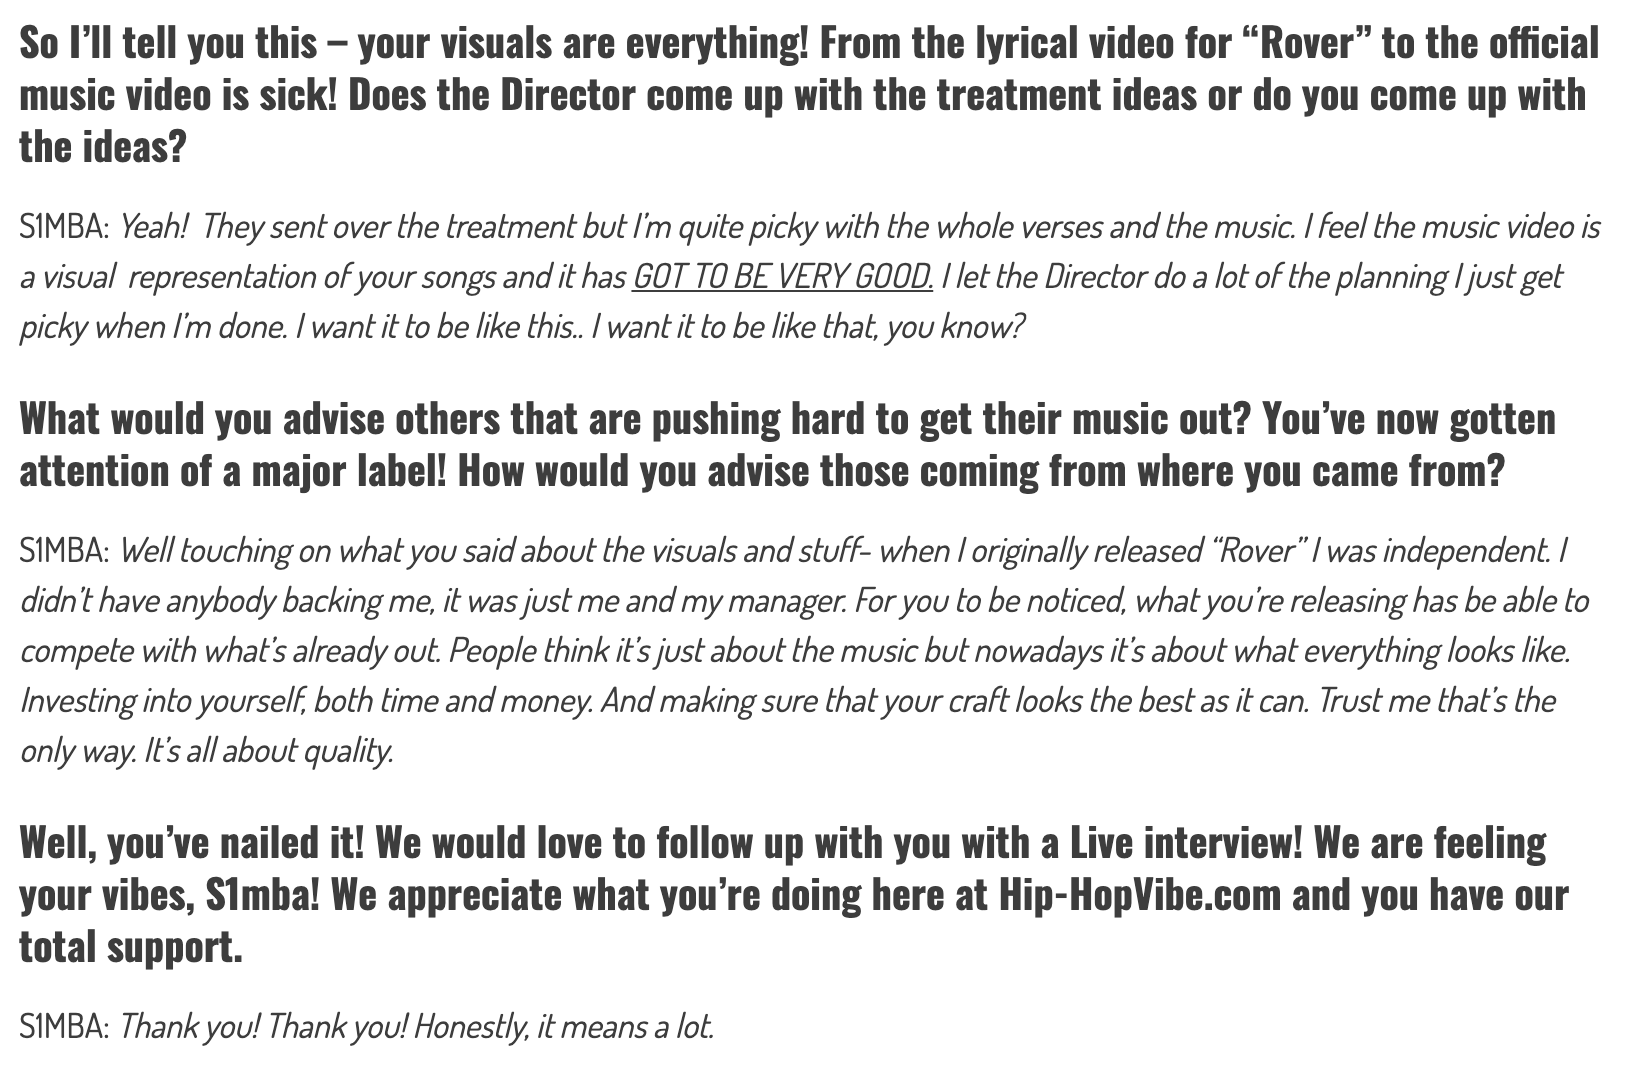 So I’ll tell you this – your visuals are everything! From the lyrical video for “Rover” to the official
music video is sick! Does the Director come up with the treatment ideas or do you come up with
the ideas?
S1MBA: Yeah!  They sent over the treatment but I’m quite picky with the whole verses and the music. I feel the music video is
a visual  representation of your songs and it has GOT TO BE VERY GOOD. I let the Director do a lot of the planning I just get
picky when I’m done. I want it to be like this.. I want it to be like that, you know?
What would you advise others that are pushing hard to get their music out? You’ve now gotten
attention of a major label! How would you advise those coming from where you came from?
S1MBA: Well touching on what you said about the visuals and stuff– when I originally released “Rover” I was independent. I
didn’t have anybody backing me, it was just me and my manager. For you to be noticed, what you’re releasing has be able to
compete with what’s already out. People think it’s just about the music but nowadays it’s about what everything looks like.
Investing into yourself, both time and money. And making sure that your craft looks the best as it can. Trust me that’s the
only way. It’s all about quality.
Well, you’ve nailed it! We would love to follow up with you with a Live interview! We are feeling
your vibes, S1mba! We appreciate what you’re doing here at Hip-HopVibe.com and you have our
total support.
S1MBA: Thank you! Thank you! Honestly, it means a lot.